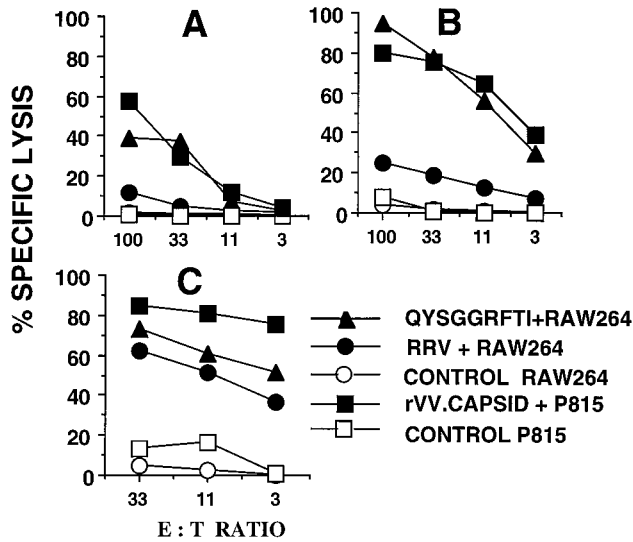 A
B
100
80
60
40
20
0
100 33 11 3
100
80
60
40
20
0
100 33 11 3
% SPECIFIC LYSIS
C
100
80
60
40
20
0
33 11 3
E : T RATIO
QYSGGRFTI+RAW264
RRV + RAW264
CONTROL RAW264
rVV.CAPSID + P815
CONTROL P815